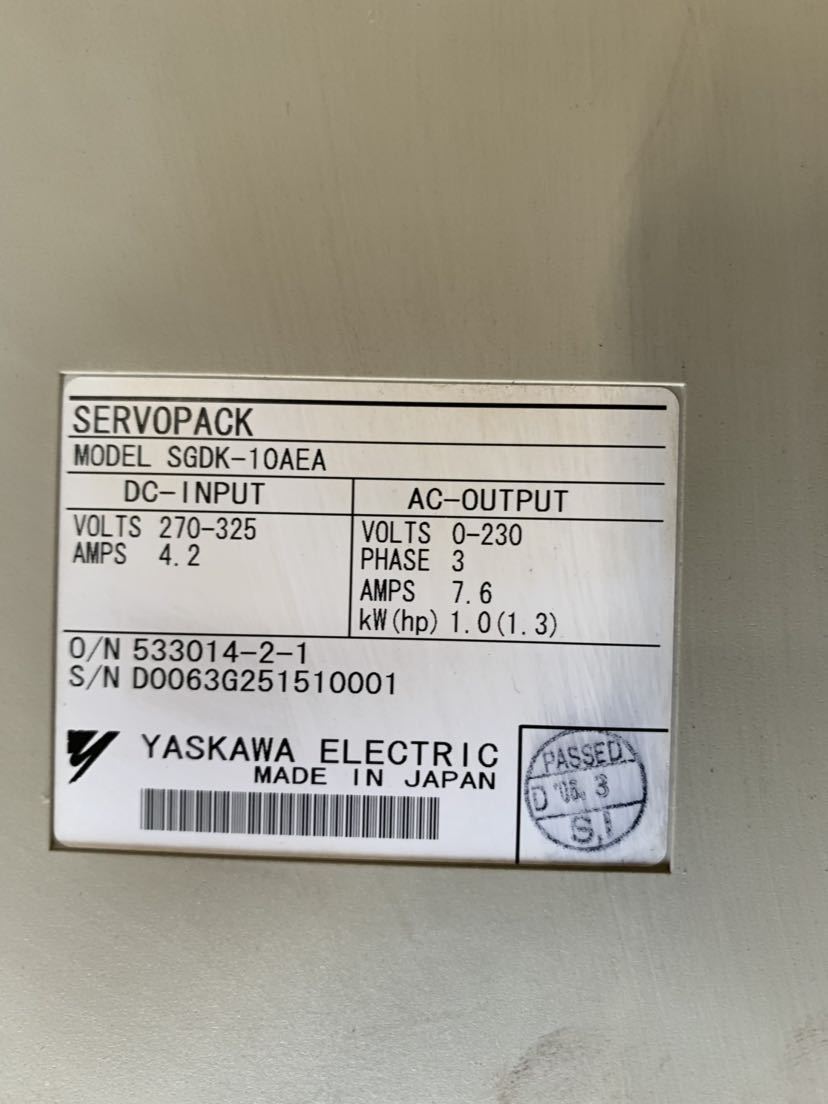 SERVOPACK
MODEL SGDK-10AEA
DC-INPUT
VOLTS 270-325
AMPS 4.2
AC-OUTPUT
VOLTS 0-230
PHASE 3
AMPS 7.6
kW(hp) 1.0(1.3)
O/N 533014-2-1
S/N D0063G251510001
YASKAWA ELECTRIC
MADE IN JAPAN
PASSED
D '06. 3
S.I